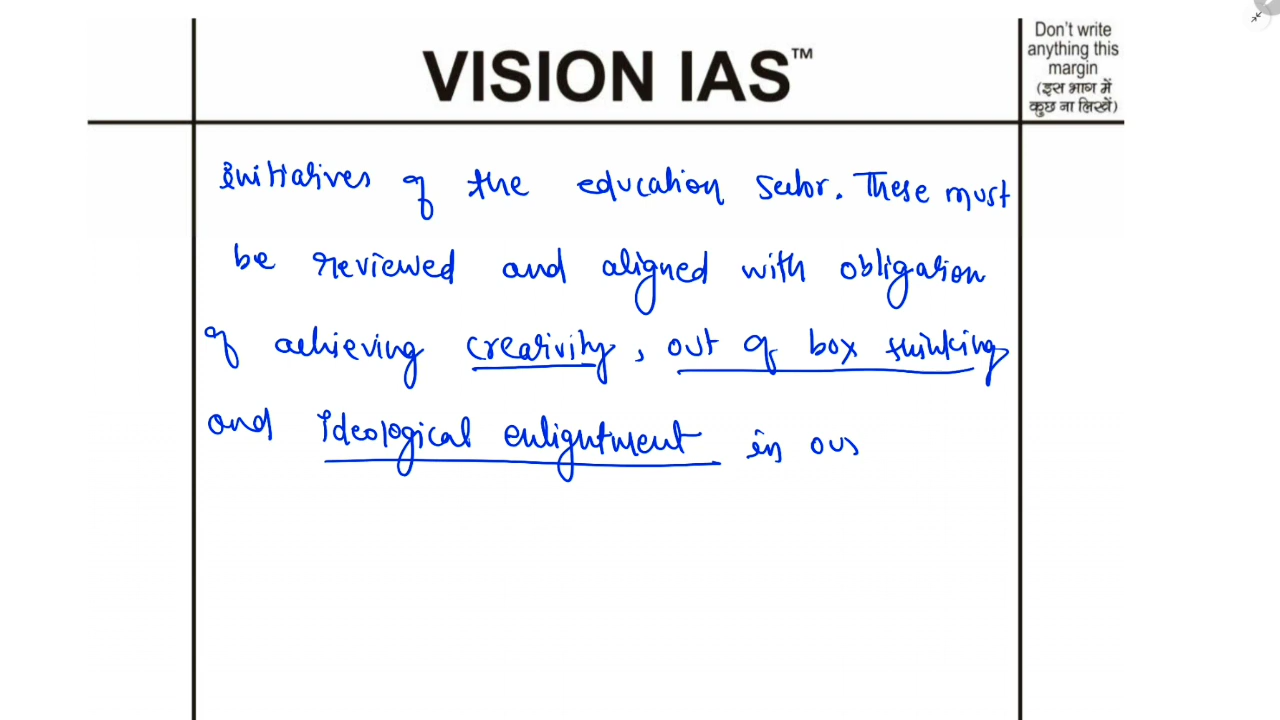 VISION IAS™
Don't write
anything this
margin
(इस भाग में
कुछ ना लिखें)
initiatives of the education sector. These must
be reviewed and aligned with obligation
of achieving creativity, out of box thinking
and ideological enlightment in our